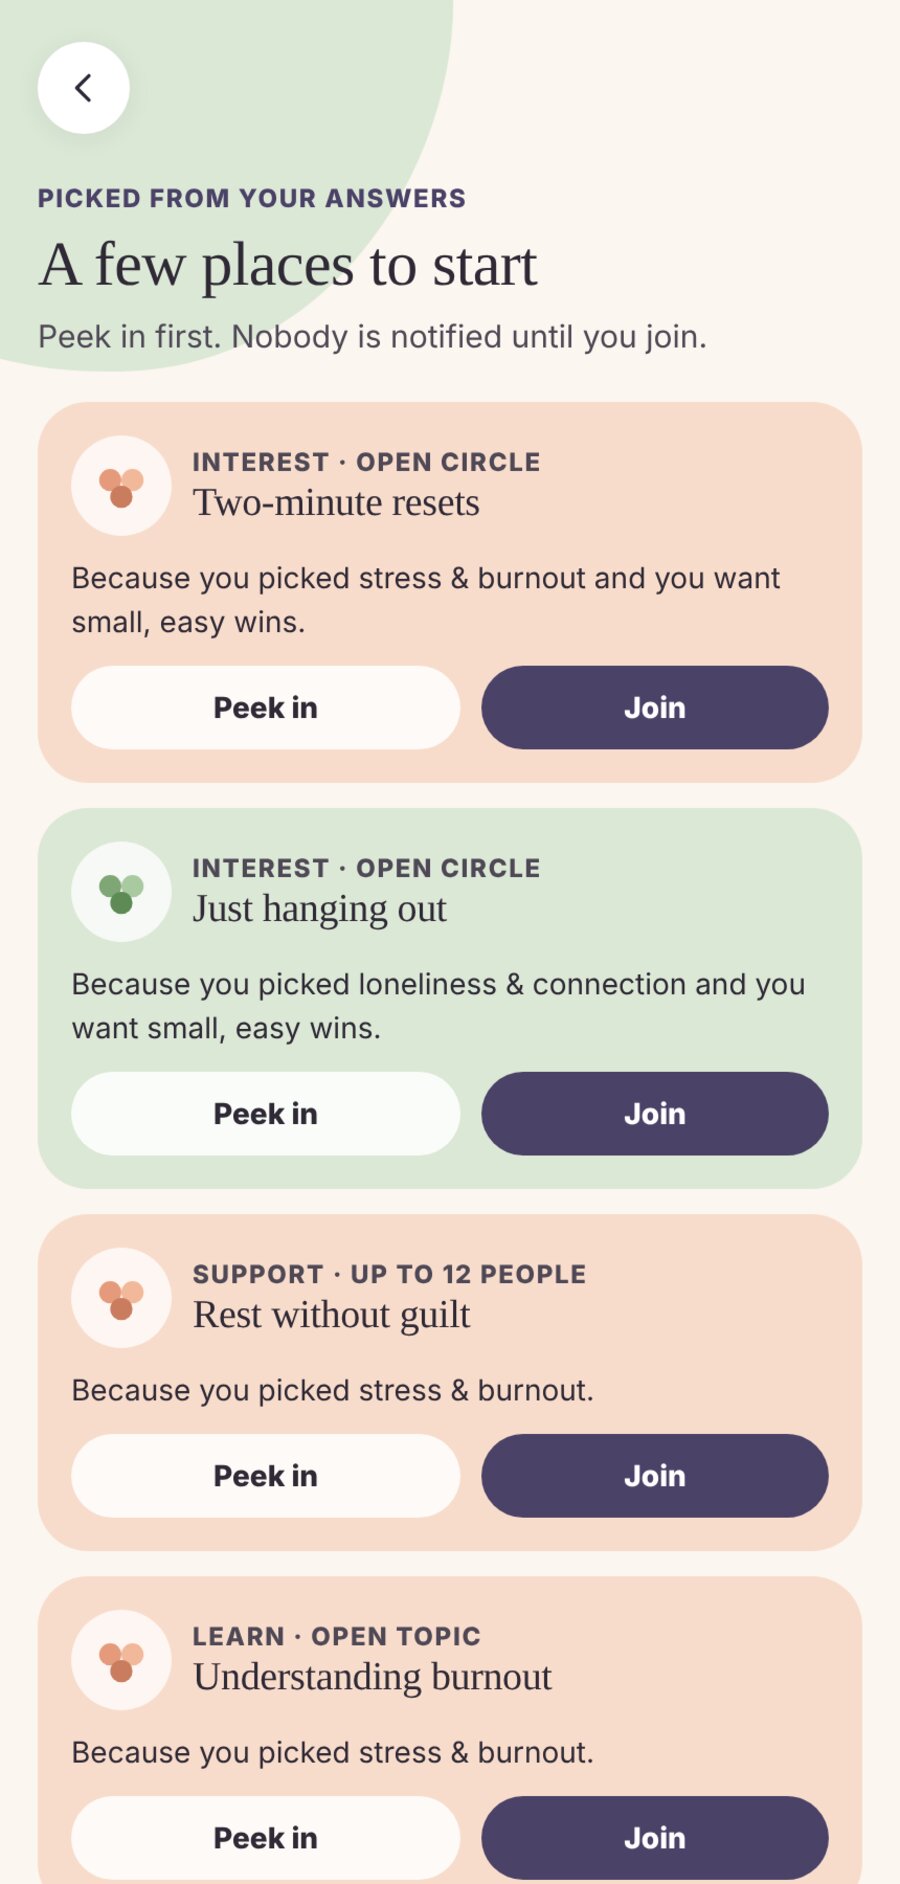 PICKED FROM YOUR ANSWERS
A few places to start
Peek in first. Nobody is notified until you join.
INTEREST · OPEN CIRCLE
Two-minute resets
Because you picked stress & burnout and you want
small, easy wins.
Peek in
Join
INTEREST · OPEN CIRCLE
Just hanging out
Because you picked loneliness & connection and you
want small, easy wins.
Peek in
Join
SUPPORT · UP TO 12 PEOPLE
Rest without guilt
Because you picked stress & burnout.
Peek in
Join
LEARN · OPEN TOPIC
Understanding burnout
Because you picked stress & burnout.
Peek in
Join